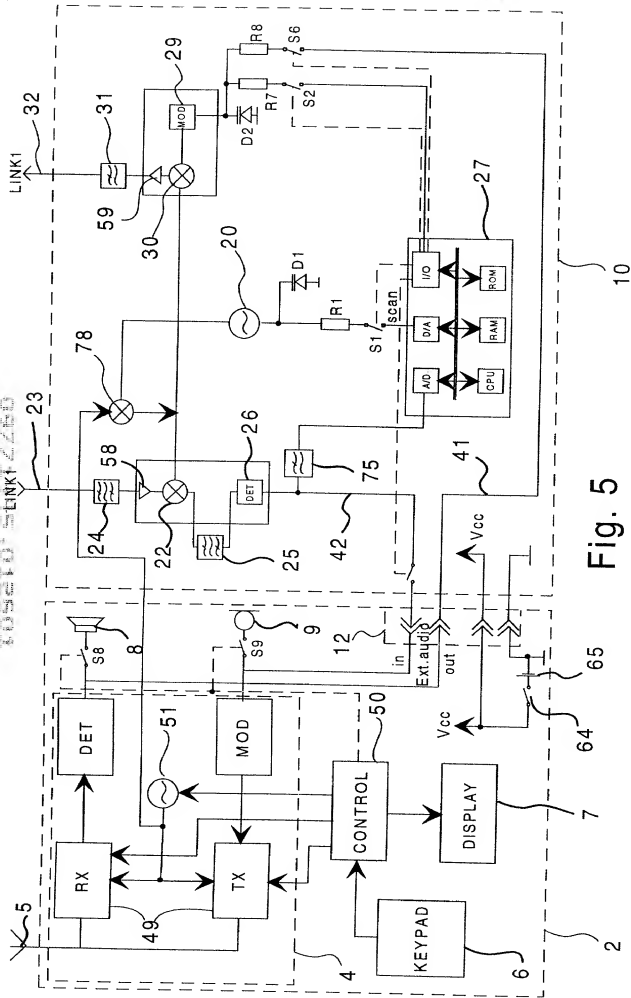 LINK1
32
31
59
29
MOD
30
D2
R8
S6
R7
S2
20
D1
R1
S1
scan
27
I/O
D/A
A/D
ROM
RAM
CPU
10
LINK1
23
78
24
58
22
26
DET
25
75
42
41
Vcc
Fig. 5
5
RX
DET
S8
8
49
51
TX
MOD
S9
9
12
in
Ext.audio
out
4
50
CONTROL
Vcc
65
64
KEYPAD
6
DISPLAY
7
2